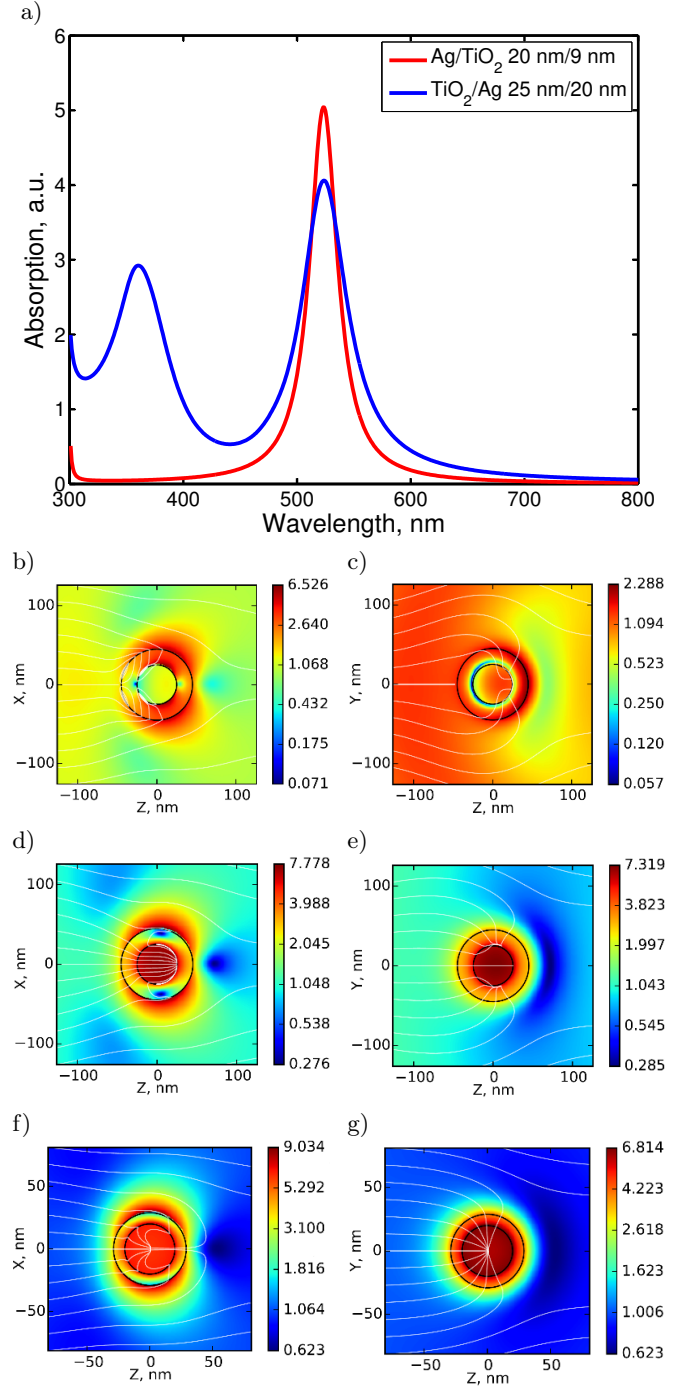 a)
6
5
4
3
2
1
0
Absorption, a.u.
Ag/TiO2 20 nm/9 nm
TiO2/Ag 25 nm/20 nm
300 400 500 600 700 800
Wavelength, nm
b)
100
0
−100
X, nm
−100 0 100
Z, nm
6.526
2.640
1.068
0.432
0.175
0.071
c)
100
0
−100
Y, nm
−100 0 100
Z, nm
2.288
1.094
0.523
0.250
0.120
0.057
d)
100
0
−100
X, nm
−100 0 100
Z, nm
7.778
3.988
2.045
1.049
0.538
0.276
e)
100
0
−100
Y, nm
−100 0 100
Z, nm
7.319
3.823
1.997
1.043
0.545
0.285
f)
50
0
−50
X, nm
−50 0 50
Z, nm
9.034
5.292
3.100
1.816
1.064
0.623
g)
50
0
−50
Y, nm
−50 0 50
Z, nm
6.814
4.223
2.618
1.623
1.006
0.623